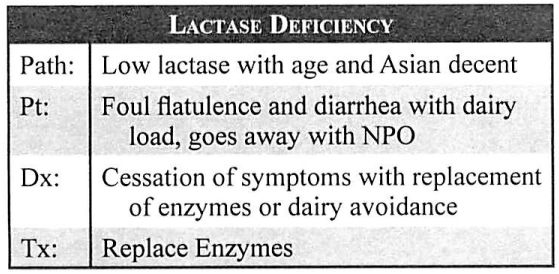 LACTASE DEFICIENCY
Path: Low lactase with age and Asian decent
Pt: Foul flatulence and diarrhea with dairy
load, goes away with NPO
Dx: Cessation of symptoms with replacement
of enzymes or dairy avoidance
Tx: Replace Enzymes